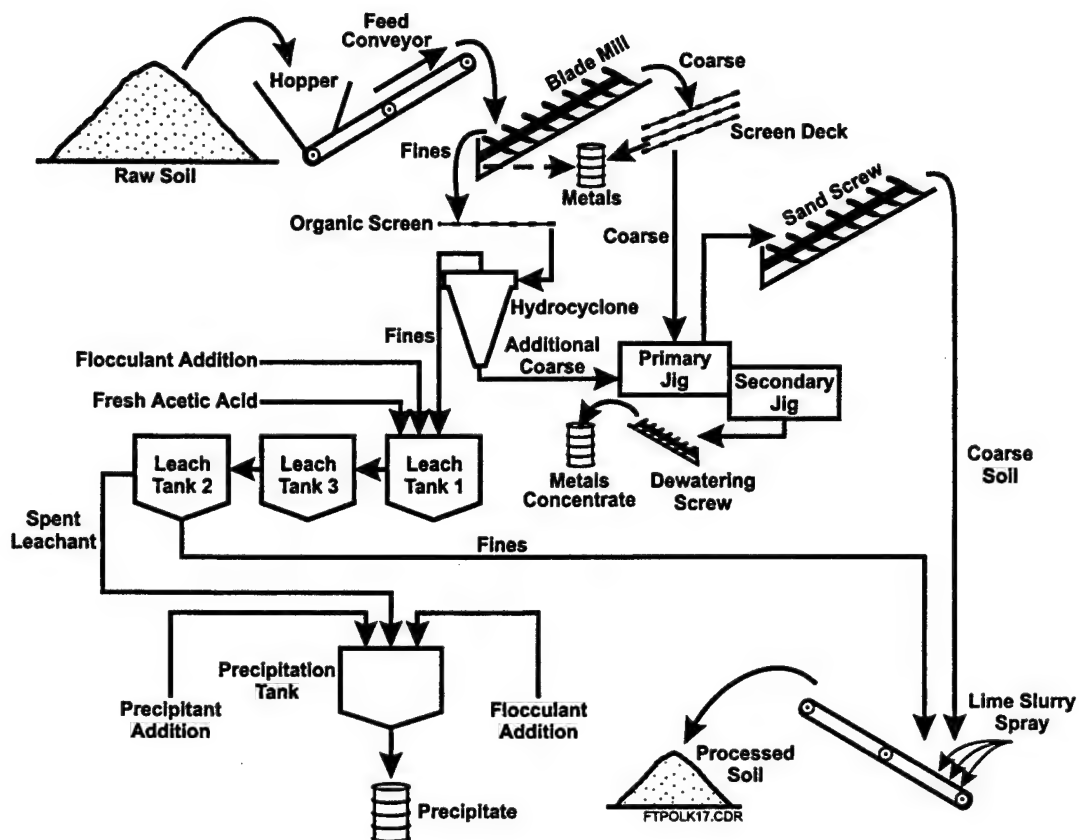 Feed
Conveyor
Hopper
Raw Soil
Blade Mill
Coarse
Screen Deck
Fines
Metals
Organic Screen
Coarse
Sand Screw
Hydrocyclone
Fines
Additional
Coarse
Primary
Jig
Secondary
Jig
Flocculant Addition
Fresh Acetic Acid
Leach
Tank 2
Leach
Tank 3
Leach
Tank 1
Metals
Concentrate
Dewatering
Screw
Coarse
Soil
Spent
Leachant
Fines
Precipitation
Tank
Precipitant
Addition
Flocculant
Addition
Lime Slurry
Spray
Processed
Soil
Precipitate
FTPOLK17.CDR